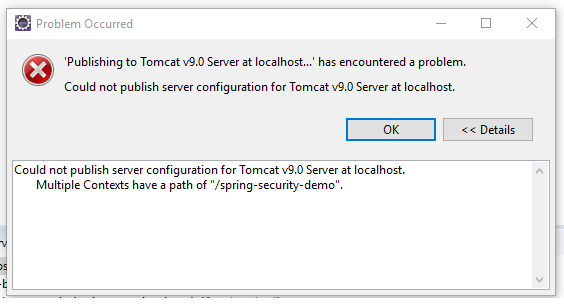 Problem Occurred
'Publishing to Tomcat v9.0 Server at localhost...' has encountered a problem.
Could not publish server configuration for Tomcat v9.0 Server at localhost.
OK
<< Details
Could not publish server configuration for Tomcat v9.0 Server at localhost.
Multiple Contexts have a path of "/spring-security-demo".